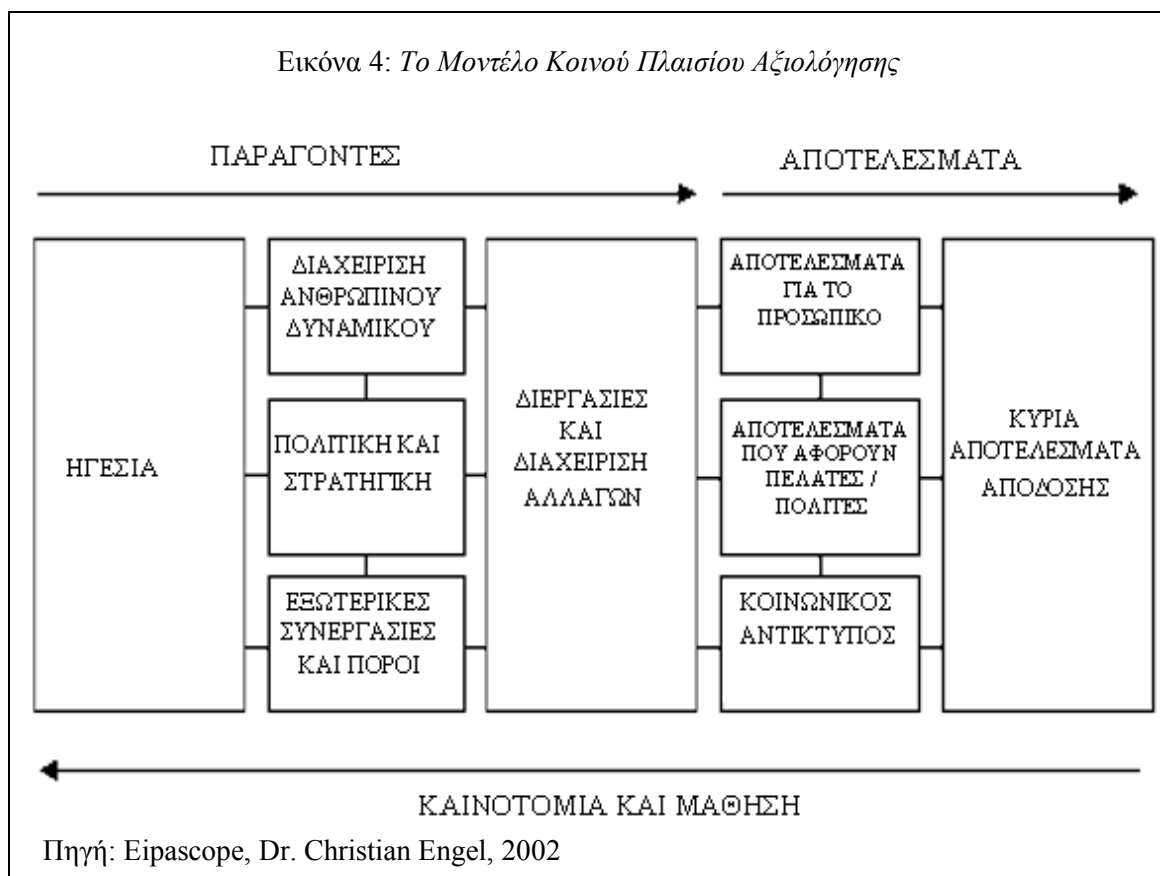 Εικόνα 4: Το Μοντέλο Κοινού Πλαισίου Αξιολόγησης
ΠΑΡΑΓΟΝΤΕΣ
ΑΠΟΤΕΛΕΣΜΑΤΑ
ΗΓΕΣΙΑ
ΔΙΑΧΕΙΡΙΣΗ
ΑΝΘΡΩΠΙΝΟΥ
ΔΥΝΑΜΙΚΟΥ
ΠΟΛΙΤΙΚΗ ΚΑΙ
ΣΤΡΑΤΗΓΙΚΗ
ΕΞΩΤΕΡΙΚΕΣ
ΣΥΝΕΡΓΑΣΙΕΣ
ΚΑΙ ΠΟΡΟΙ
ΔΙΕΡΓΑΣΙΕΣ
ΚΑΙ
ΔΙΑΧΕΙΡΙΣΗ
ΑΛΛΑΓΩΝ
ΑΠΟΤΕΛΕΣΜΑΤΑ
ΓΙΑ ΤΟ
ΠΡΟΣΩΠΙΚΟ
ΑΠΟΤΕΛΕΣΜΑΤΑ
ΠΟΥ ΑΦΟΡΟΥΝ
ΠΕΛΑΤΕΣ /
ΠΟΛΙΤΕΣ
ΚΟΙΝΩΝΙΚΟΣ
ΑΝΤΙΚΤΥΠΟΣ
ΚΥΡΙΑ
ΑΠΟΤΕΛΕΣΜΑΤΑ
ΑΠΟΔΟΣΗΣ
ΚΑΙΝΟΤΟΜΙΑ ΚΑΙ ΜΑΘΗΣΗ
Πηγή: Eipascope, Dr. Christian Engel, 2002